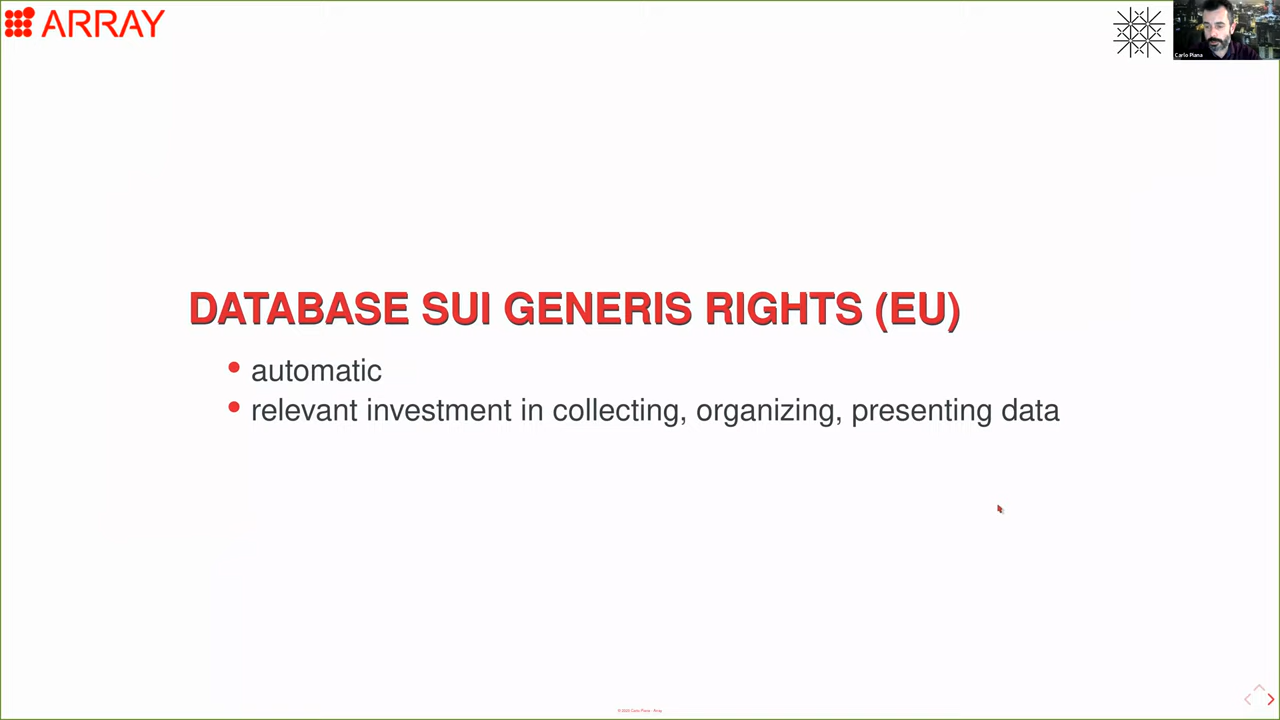 ARRAY
Carlo Piana
DATABASE SUI GENERIS RIGHTS (EU)
automatic
relevant investment in collecting, organizing, presenting data